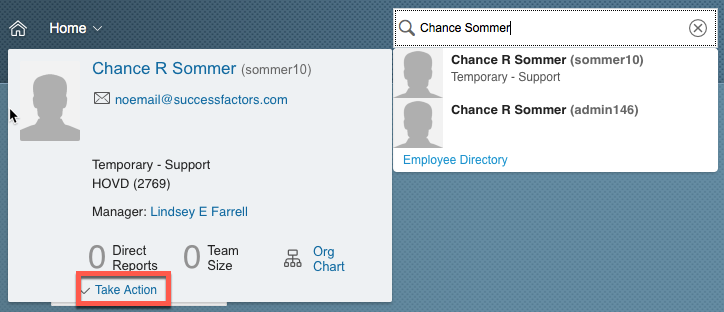 Home
Chance Sommer
Chance R Sommer (sommer10)
noemail@successfactors.com
Temporary - Support
HOVD (2769)
Manager: Lindsey E Farrell
0 Direct Reports
0 Team Size
Org Chart
Take Action
Chance R Sommer (sommer10)
Temporary - Support
Chance R Sommer (admin146)
Employee Directory